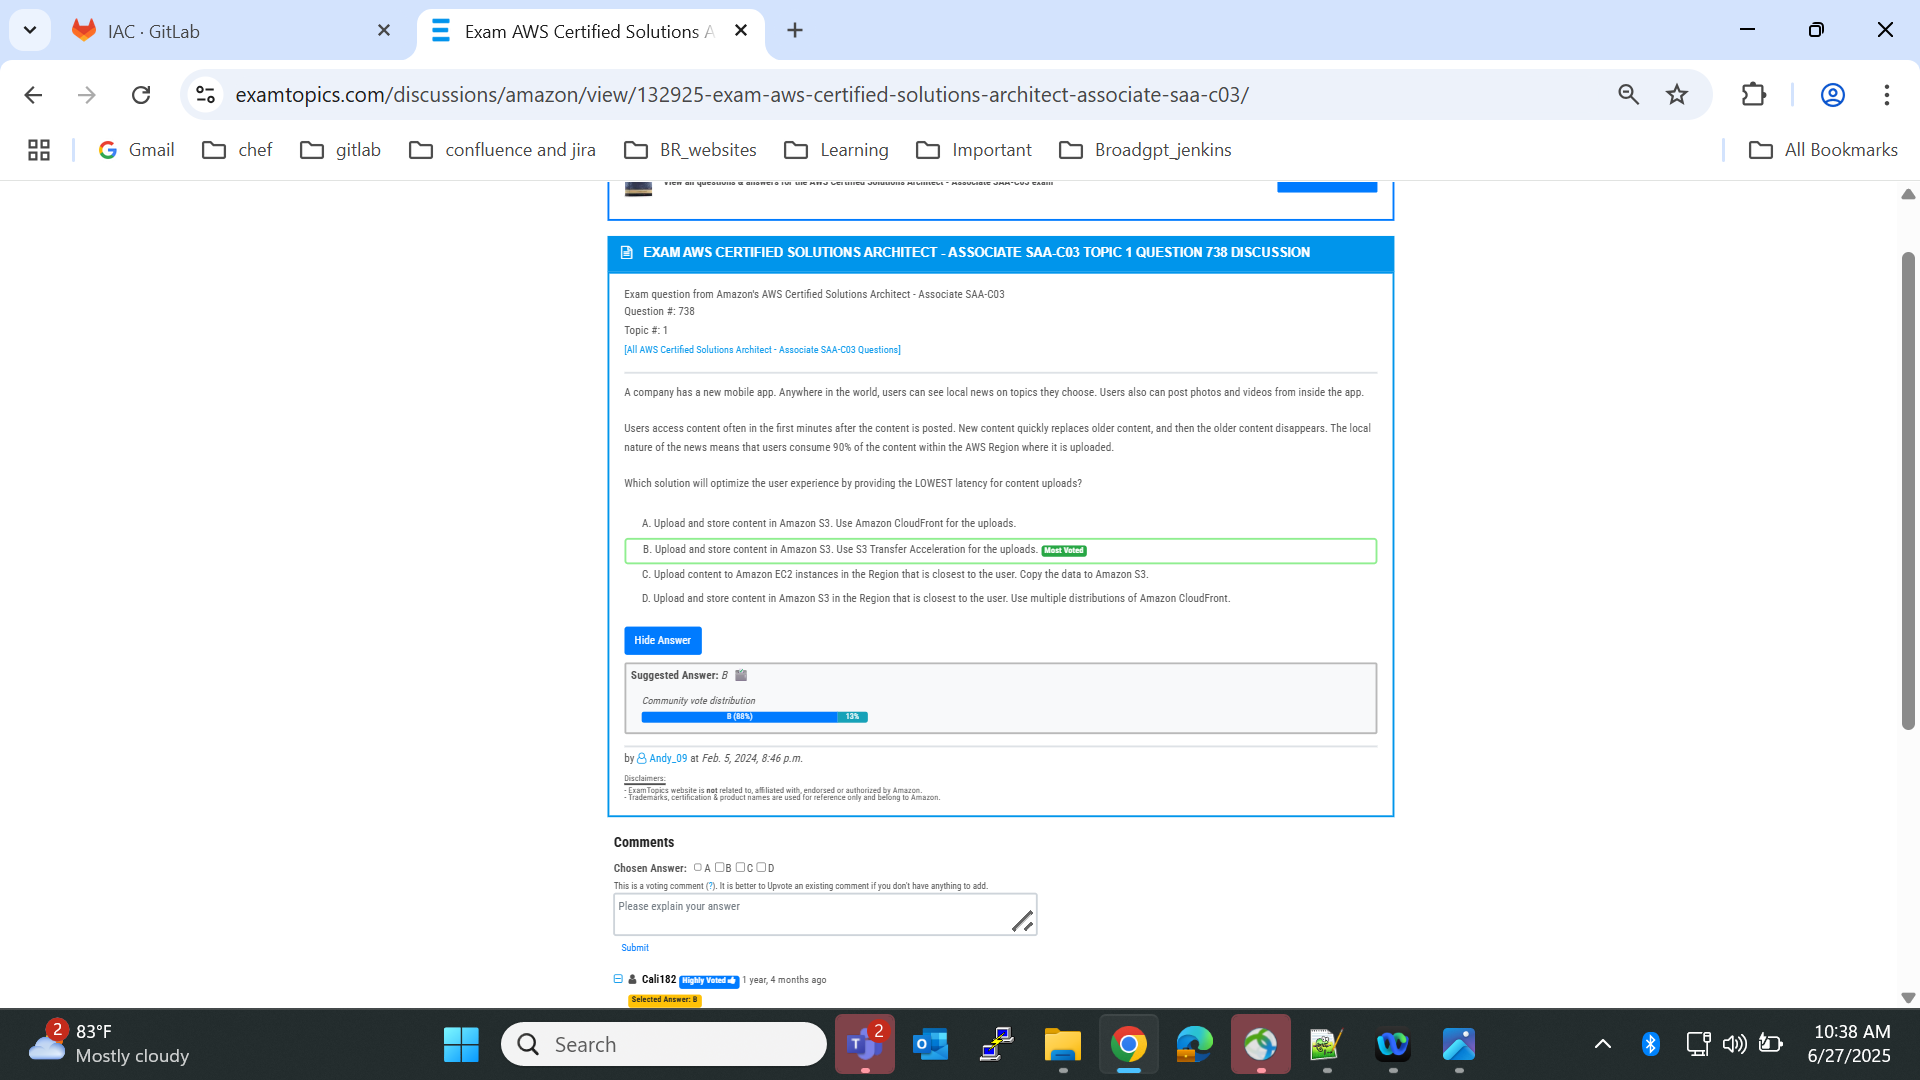 IAC · GitLab
Exam AWS Certified Solutions A
examtopics.com/discussions/amazon/view/132925-exam-aws-certified-solutions-architect-associate-saa-c03/
Gmail
chef
gitlab
confluence and jira
BR_websites
Learning
Important
Broadgpt_jenkins
All Bookmarks
View all questions & answers for the AWS Certified Solutions Architect - Associate SAA-C03 exam
EXAM AWS CERTIFIED SOLUTIONS ARCHITECT - ASSOCIATE SAA-C03 TOPIC 1 QUESTION 738 DISCUSSION
Exam question from Amazon's AWS Certified Solutions Architect - Associate SAA-C03
Question #: 738
Topic #: 1
[All AWS Certified Solutions Architect - Associate SAA-C03 Questions]
A company has a new mobile app. Anywhere in the world, users can see local news on topics they choose. Users also can post photos and videos from inside the app.
Users access content often in the first minutes after the content is posted. New content quickly replaces older content, and then the older content disappears. The local
nature of the news means that users consume 90% of the content within the AWS Region where it is uploaded.
Which solution will optimize the user experience by providing the LOWEST latency for content uploads?
A. Upload and store content in Amazon S3. Use Amazon CloudFront for the uploads.
B. Upload and store content in Amazon S3. Use S3 Transfer Acceleration for the uploads. Most Voted
C. Upload content to Amazon EC2 instances in the Region that is closest to the user. Copy the data to Amazon S3.
D. Upload and store content in Amazon S3 in the Region that is closest to the user. Use multiple distributions of Amazon CloudFront.
Hide Answer
Suggested Answer: B
Community vote distribution
B (88%) 13%
by Andy_09 at Feb. 5, 2024, 8:46 p.m.
Disclaimers:
- ExamTopics website is not related to, affiliated with, endorsed or authorized by Amazon.
- Trademarks, certification & product names are used for reference only and belong to Amazon.
Comments
Chosen Answer: A B C D
This is a voting comment (?). It is better to Upvote an existing comment if you don't have anything to add.
Please explain your answer
Submit
Cali182 Highly Voted 1 year, 4 months ago
Selected Answer: B
2
83°F
Mostly cloudy
Search
2
10:38 AM
6/27/2025